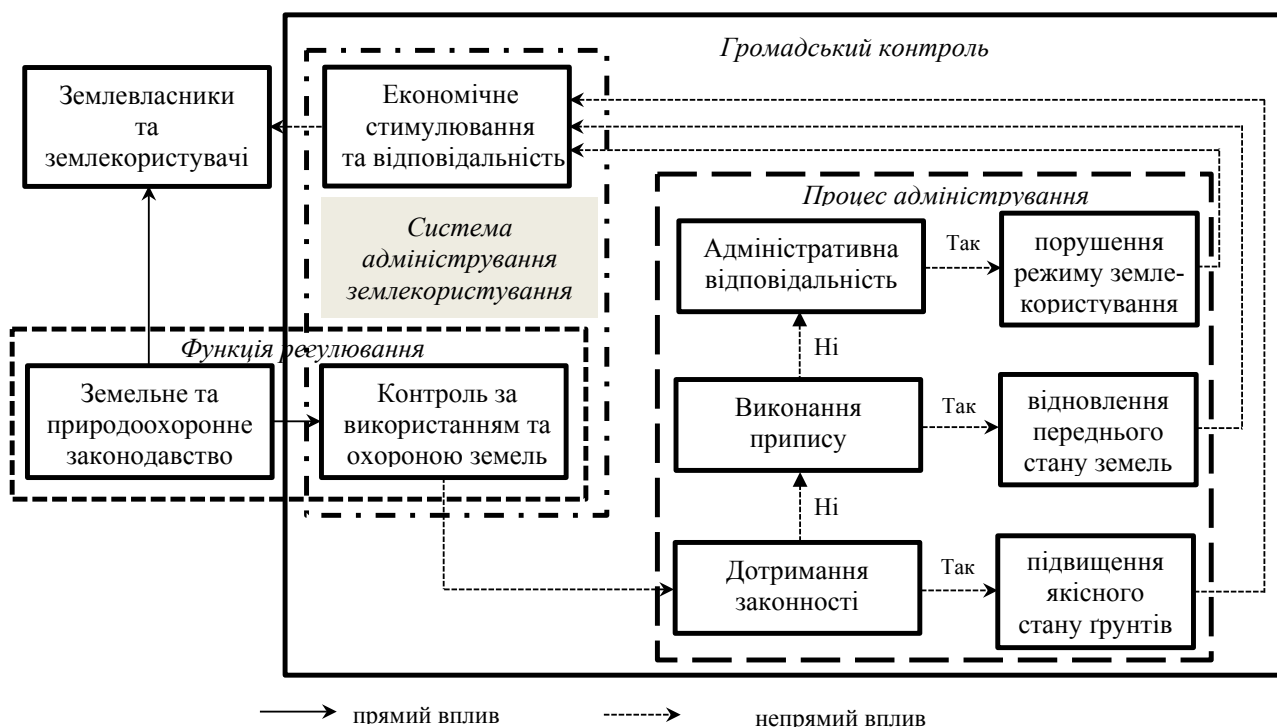 Громадський контроль
Землевласники
та
землекористувачі
Економічне
стимулювання
та відповідальність
Система
адміністрування
землекористування
Процес адміністрування
Адміністративна
відповідальність
Так
порушення
режиму земле-
користування
Ні
Функція регулювання
Земельне та
природоохоронне
законодавство
Контроль за
використанням та
охороною земель
Виконання
припису
Так
відновлення
переднього
стану земель
Ні
Дотримання
законності
Так
підвищення
якісного
стану ґрунтів
прямий вплив
непрямий вплив